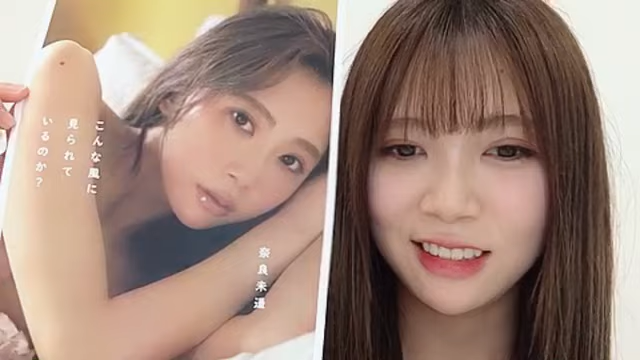 こんな風に
見られて
いるのか？
奈良未遥